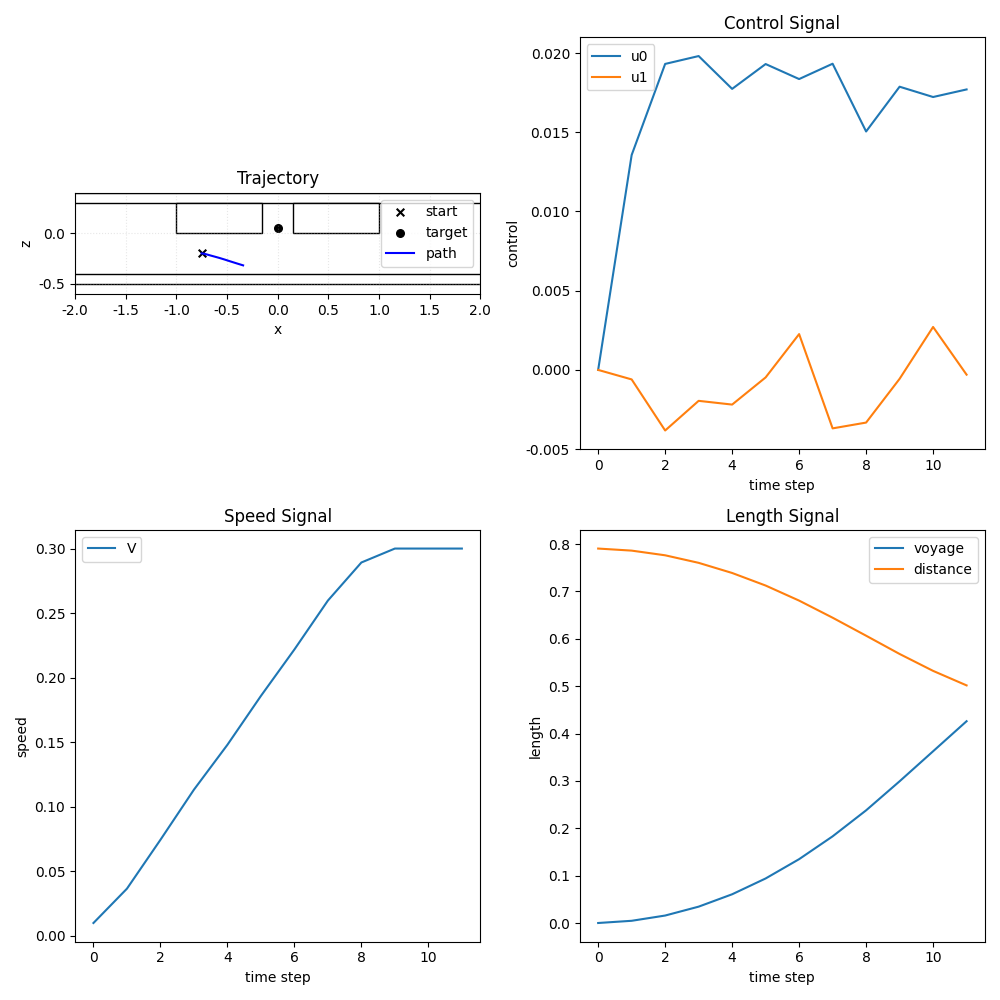 Trajectory
z
0.0
-0.5
start
target
path
-2.0 -1.5 -1.0 -0.5 0.0 0.5 1.0 1.5 2.0
x
Control Signal
control
0.020
0.015
0.010
0.005
0.000
-0.005
u0
u1
0 2 4 6 8 10
time step
Speed Signal
speed
0.30
0.25
0.20
0.15
0.10
0.05
0.00
V
0 2 4 6 8 10
time step
Length Signal
length
0.8
0.7
0.6
0.5
0.4
0.3
0.2
0.1
0.0
voyage
distance
0 2 4 6 8 10
time step